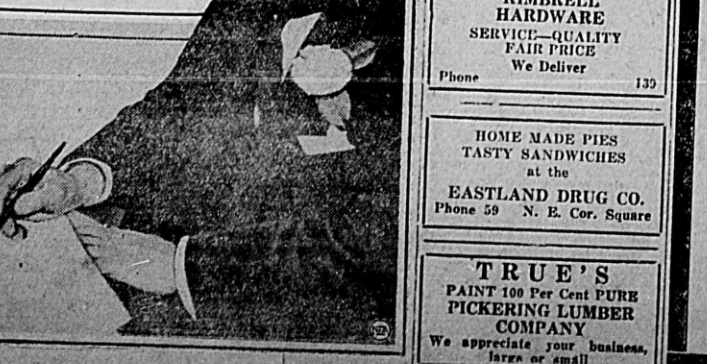 KIMBRELL
HARDWARE
SERVICE—QUALITY
FAIR PRICE
We Deliver
Phone 139
HOME MADE PIES
TASTY SANDWICHES
at the
EASTLAND DRUG CO.
Phone 59 N. E. Cor. Square
TRUE'S
PAINT 100 Per Cent PURE
PICKERING LUMBER
COMPANY
We appreciate your business,
large or small
NEA